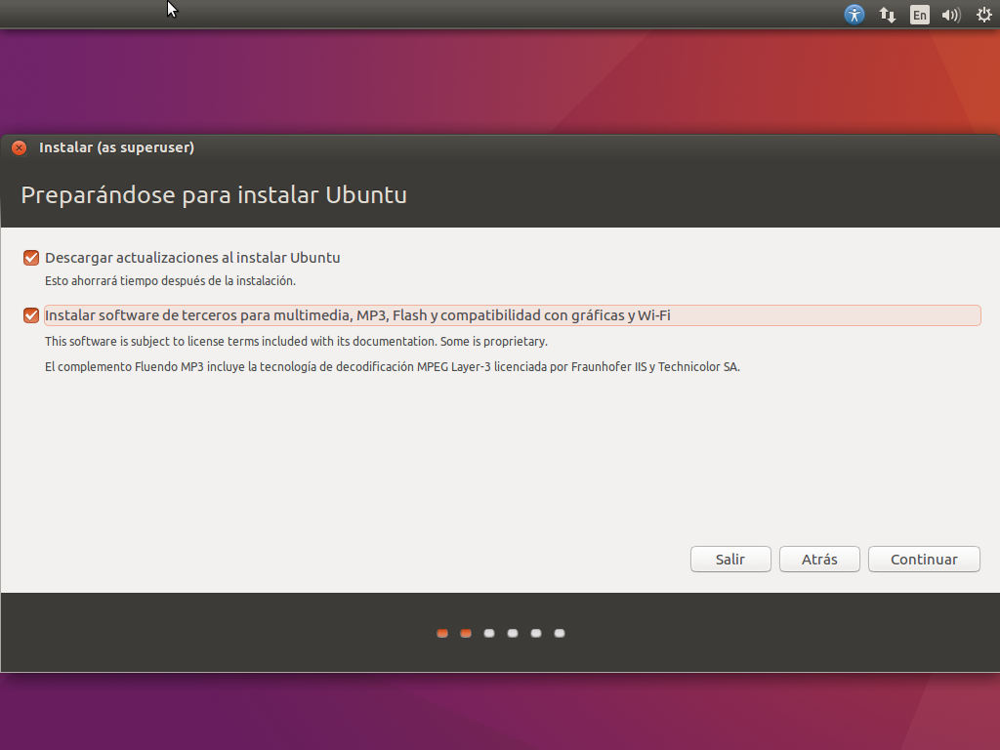 En
Instalar (as superuser)
Preparándose para instalar Ubuntu
Descargar actualizaciones al instalar Ubuntu
Esto ahorrará tiempo después de la instalación.
Instalar software de terceros para multimedia, MP3, Flash y compatibilidad con gráficas y Wi-Fi
This software is subject to license terms included with its documentation. Some is proprietary.
El complemento Fluendo MP3 incluye la tecnología de decodificación MPEG Layer-3 licenciada por Fraunhofer IIS y Technicolor SA.
Salir Atrás Continuar